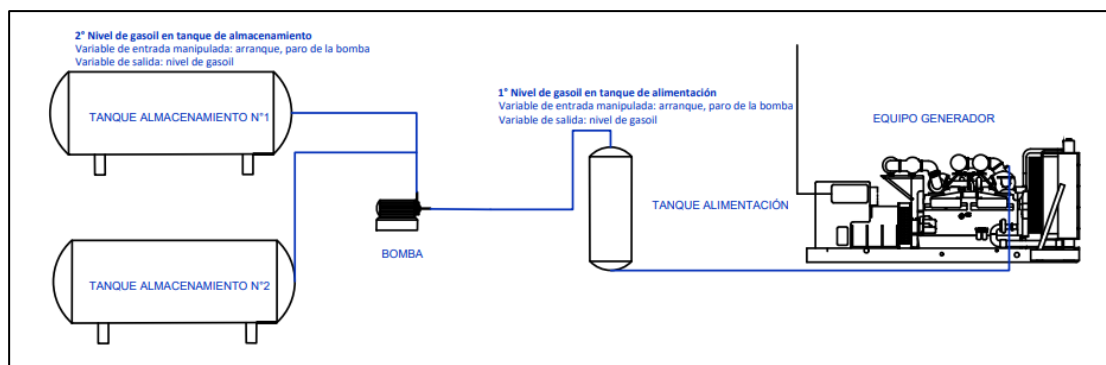 2° Nivel de gasoil en tanque de almacenamiento
Variable de entrada manipulada: arranque, paro de la bomba
Variable de salida: nivel de gasoil
TANQUE ALMACENAMIENTO N°1
1° Nivel de gasoil en tanque de alimentación
Variable de entrada manipulada: arranque, paro de la bomba
Variable de salida: nivel de gasoil
EQUIPO GENERADOR
TANQUE ALIMENTACIÓN
BOMBA
TANQUE ALMACENAMIENTO N°2